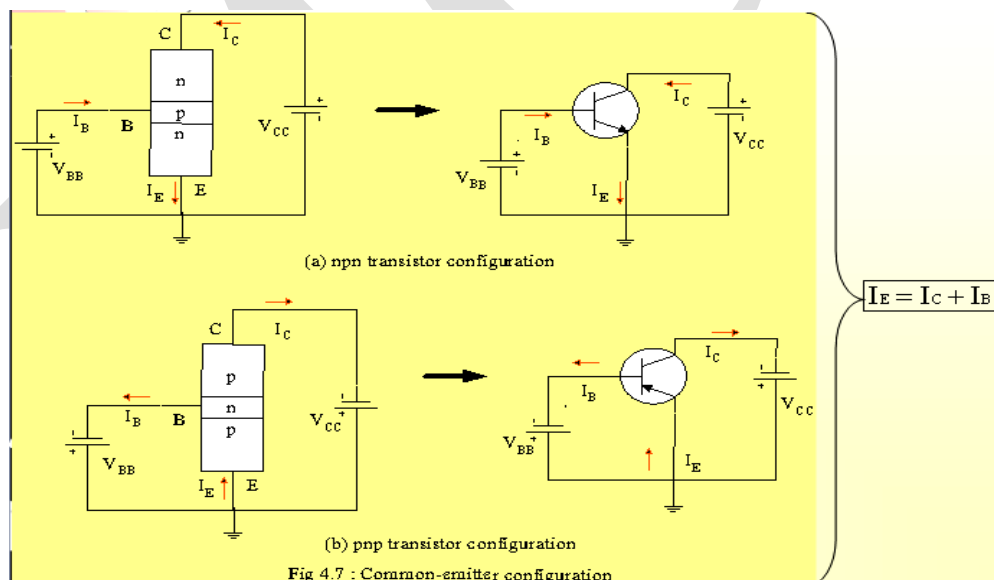 C
I_C
n
p
n
I_B
B
V_BB
V_CC
I_E
E
+
-
I_B
I_C
V_BB
V_CC
I_E
(a) npn transistor configuration
C
I_C
p
n
p
I_B
B
V_BB
V_CC
I_E
E
I_B
I_C
V_BB
V_CC
I_E
(b) pnp transistor configuration
Fig 4.7 : Common-emitter configuration
I_E = I_C + I_B